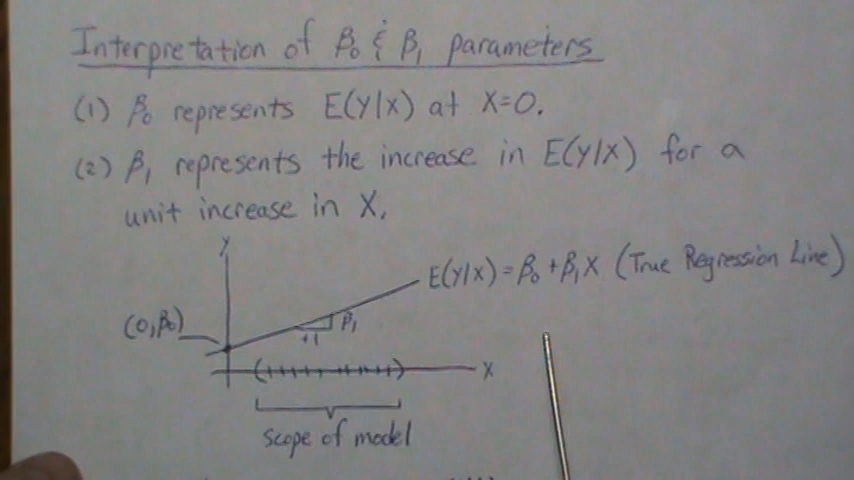 Interpretation of β₀ & β₁ parameters
(1) β₀ represents E(Y|X) at X=0.
(2) β₁ represents the increase in E(Y|X) for a
unit increase in X.
Y
E(Y|X) = β₀ + β₁X (True Regression Line)
(0,β₀)
β₁
+1
X
scope of model